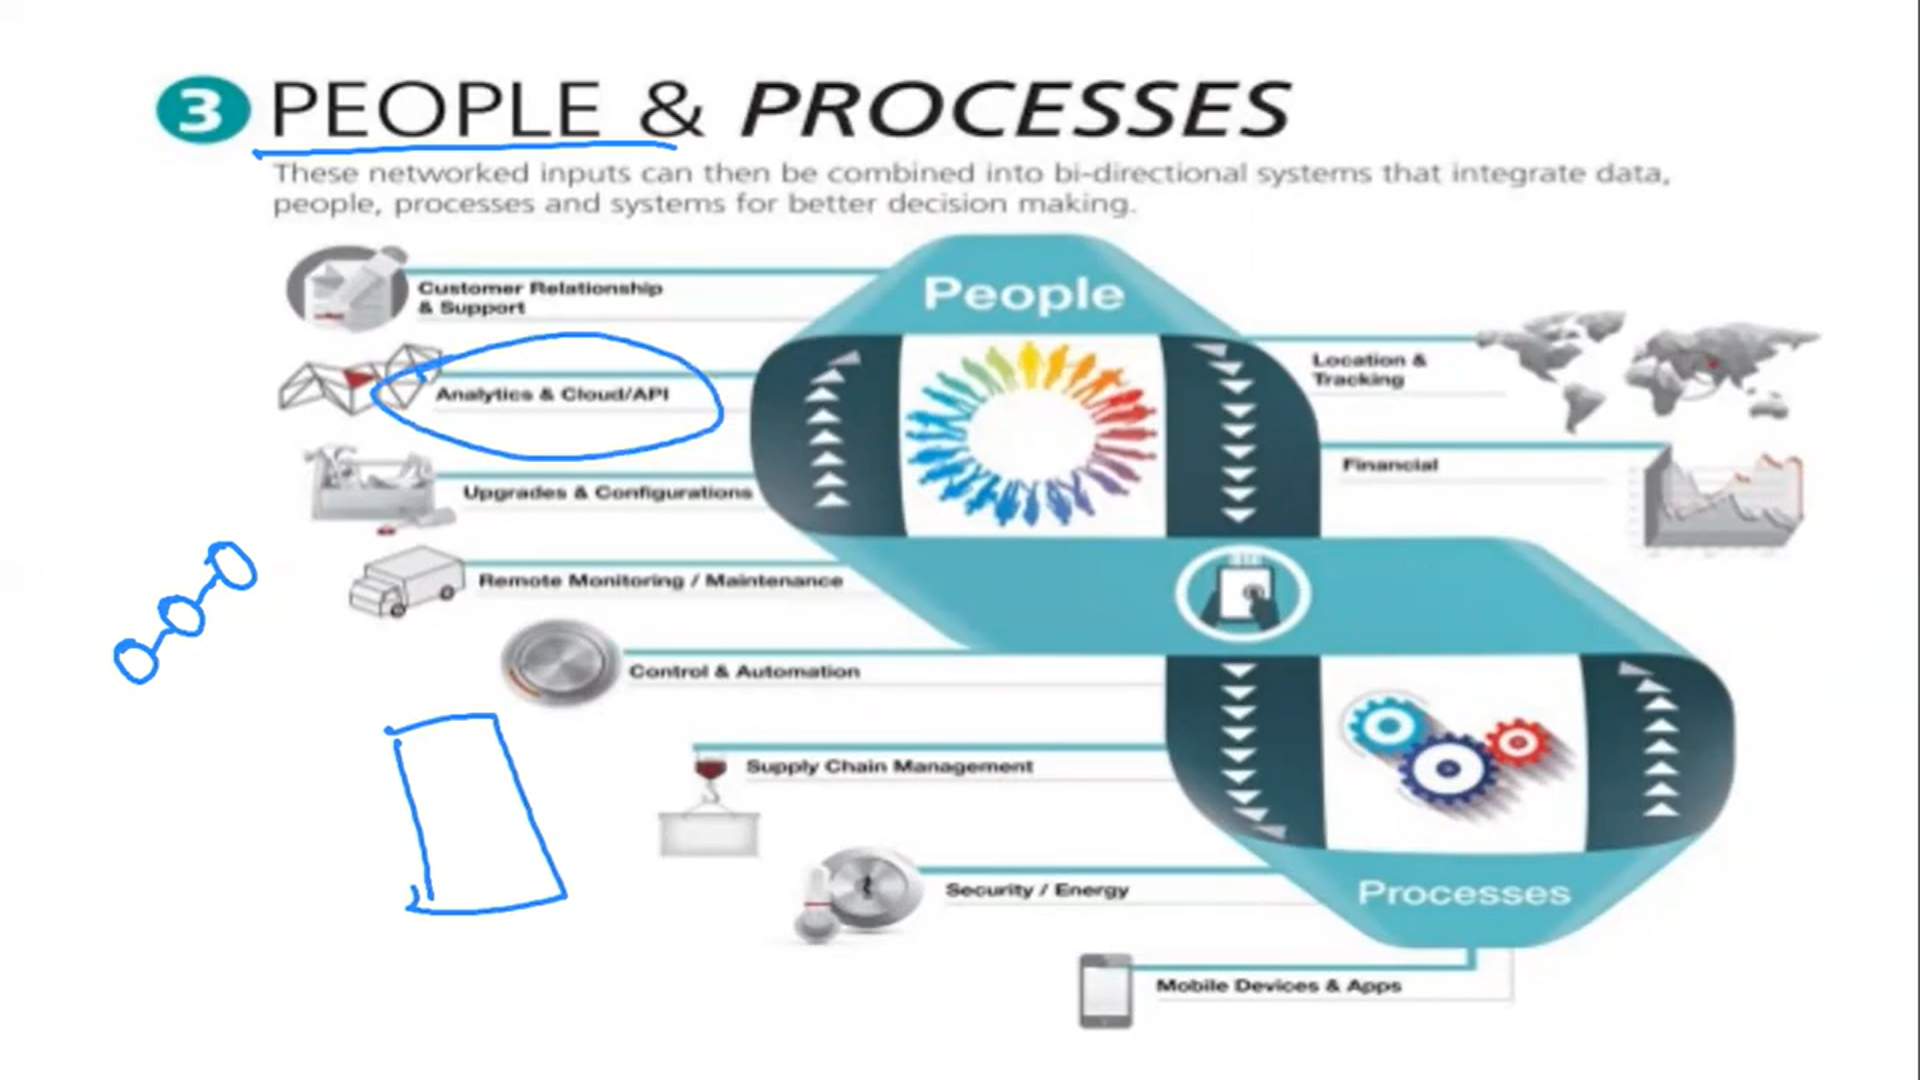 3 PEOPLE & PROCESSES
These networked inputs can then be combined into bi-directional systems that integrate data,
people, processes and systems for better decision making.
People
Customer Relationship
& Support
Analytics & Cloud/API
Upgrades & Configurations
Remote Monitoring / Maintenance
Control & Automation
Supply Chain Management
Security / Energy
Mobile Devices & Apps
Location &
Tracking
Financial
Processes